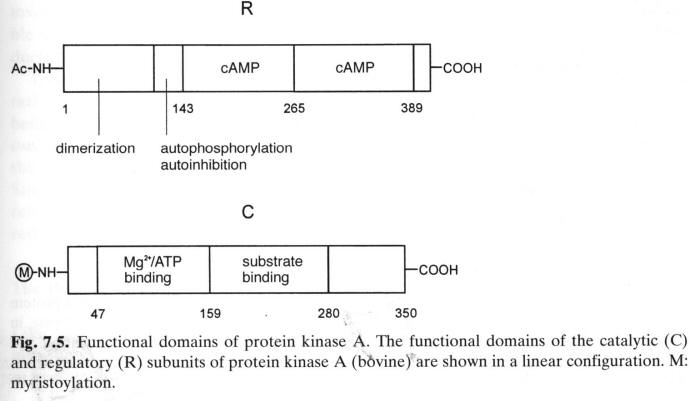 R
Ac-NH
cAMP
cAMP
COOH
1
143
265
389
dimerization
autophosphorylation
autoinhibition
C
M
-NH
Mg²⁺/ATP
binding
substrate
binding
COOH
47
159
280
350
Fig. 7.5. Functional domains of protein kinase A. The functional domains of the catalytic (C)
and regulatory (R) subunits of protein kinase A (bovine) are shown in a linear configuration. M:
myristoylation.